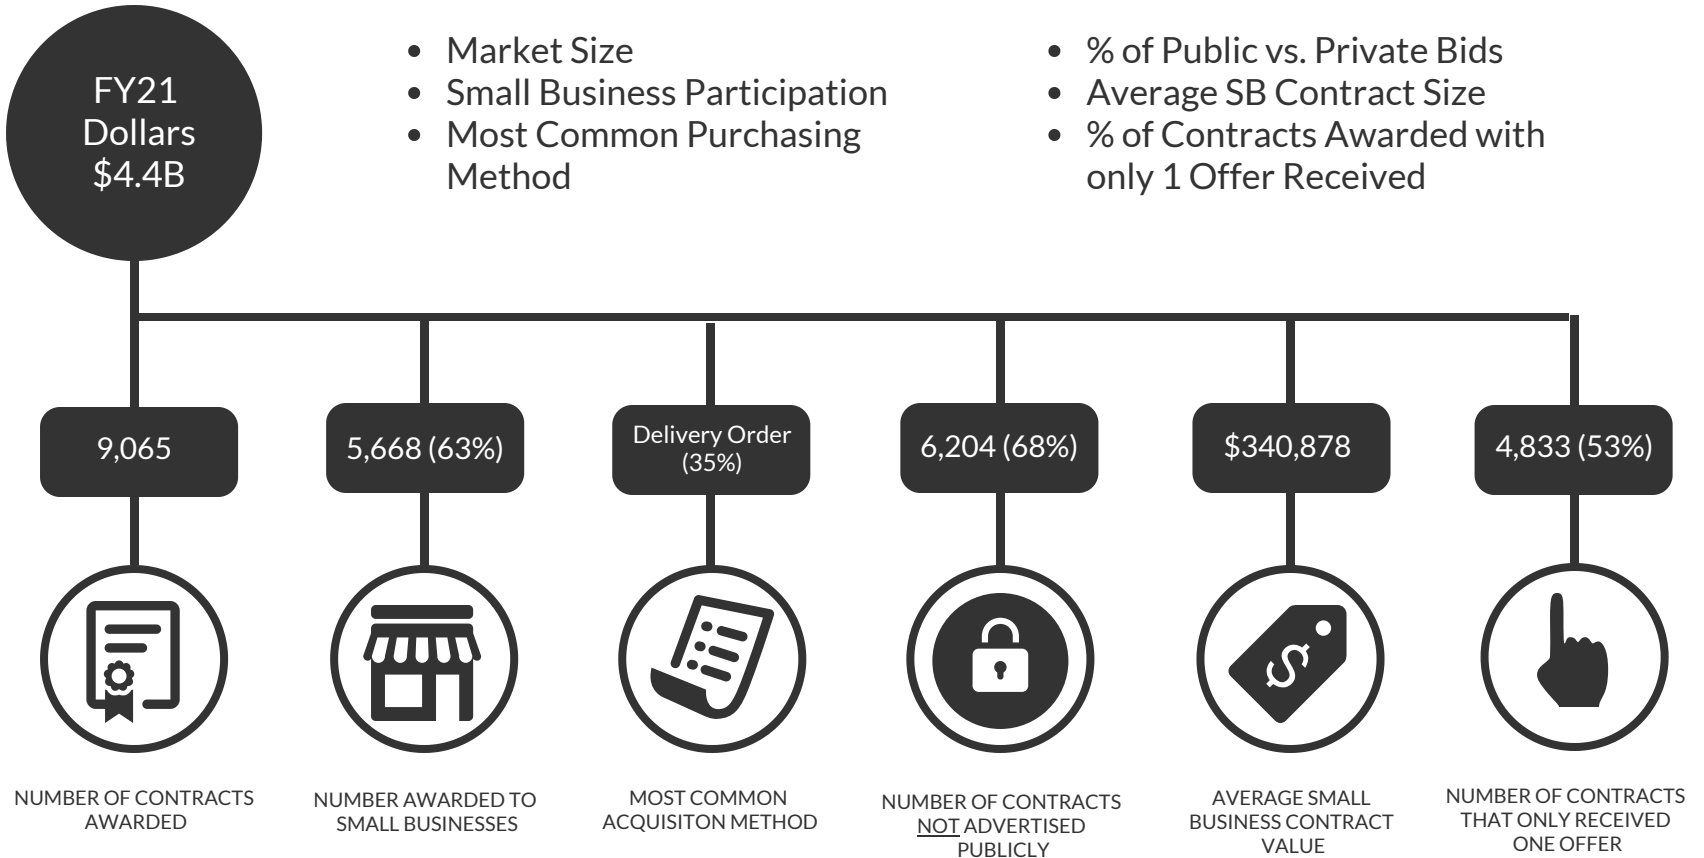 FY21
Dollars
$4.4B
• Market Size
• Small Business Participation
• Most Common Purchasing
Method
• % of Public vs. Private Bids
• Average SB Contract Size
• % of Contracts Awarded with
only 1 Offer Received
9,065
5,668 (63%)
Delivery Order
(35%)
6,204 (68%)
$340,878
4,833 (53%)
$
NUMBER OF CONTRACTS
AWARDED
NUMBER AWARDED TO
SMALL BUSINESSES
MOST COMMON
ACQUISITON METHOD
NUMBER OF CONTRACTS
NOT ADVERTISED
PUBLICLY
AVERAGE SMALL
BUSINESS CONTRACT
VALUE
NUMBER OF CONTRACTS
THAT ONLY RECEIVED
ONE OFFER